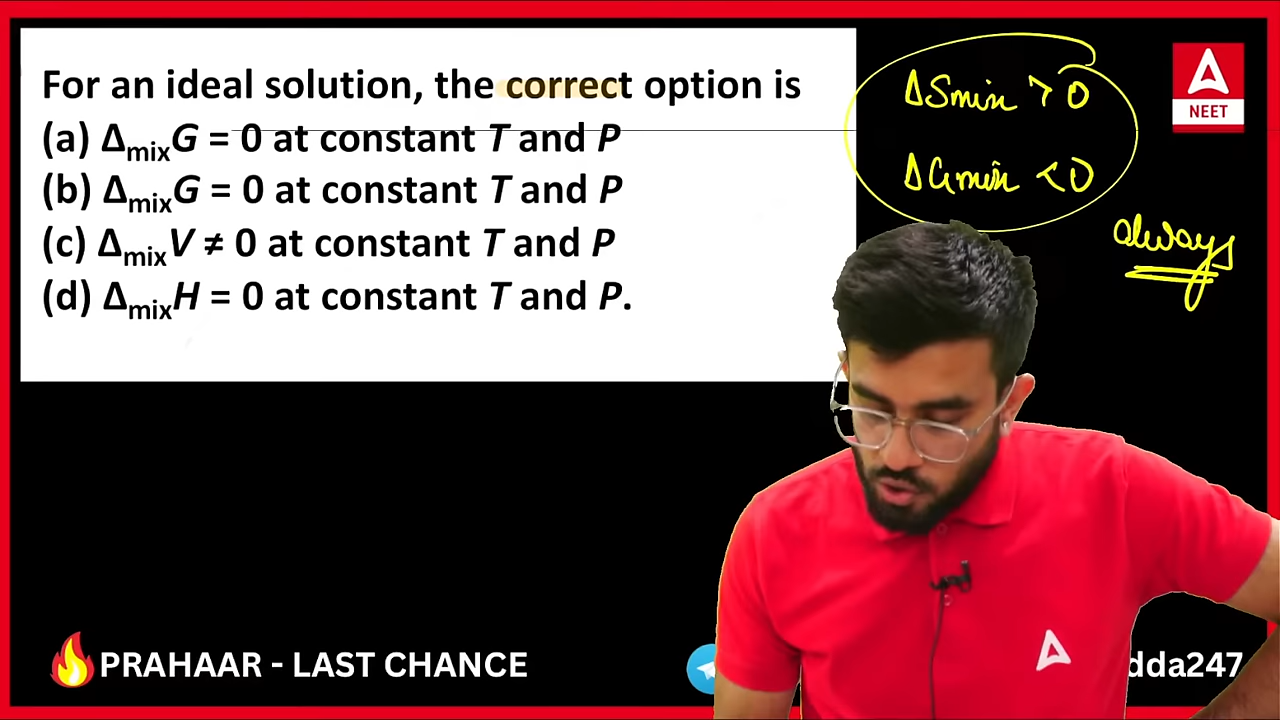 For an ideal solution, the correct option is
(a) ΔmixG = 0 at constant T and P
(b) ΔmixG = 0 at constant T and P
(c) ΔmixV ≠ 0 at constant T and P
(d) ΔmixH = 0 at constant T and P.
ΔSmix > 0
ΔGmix < 0
always
NEET
PRAHAAR - LAST CHANCE
dda247